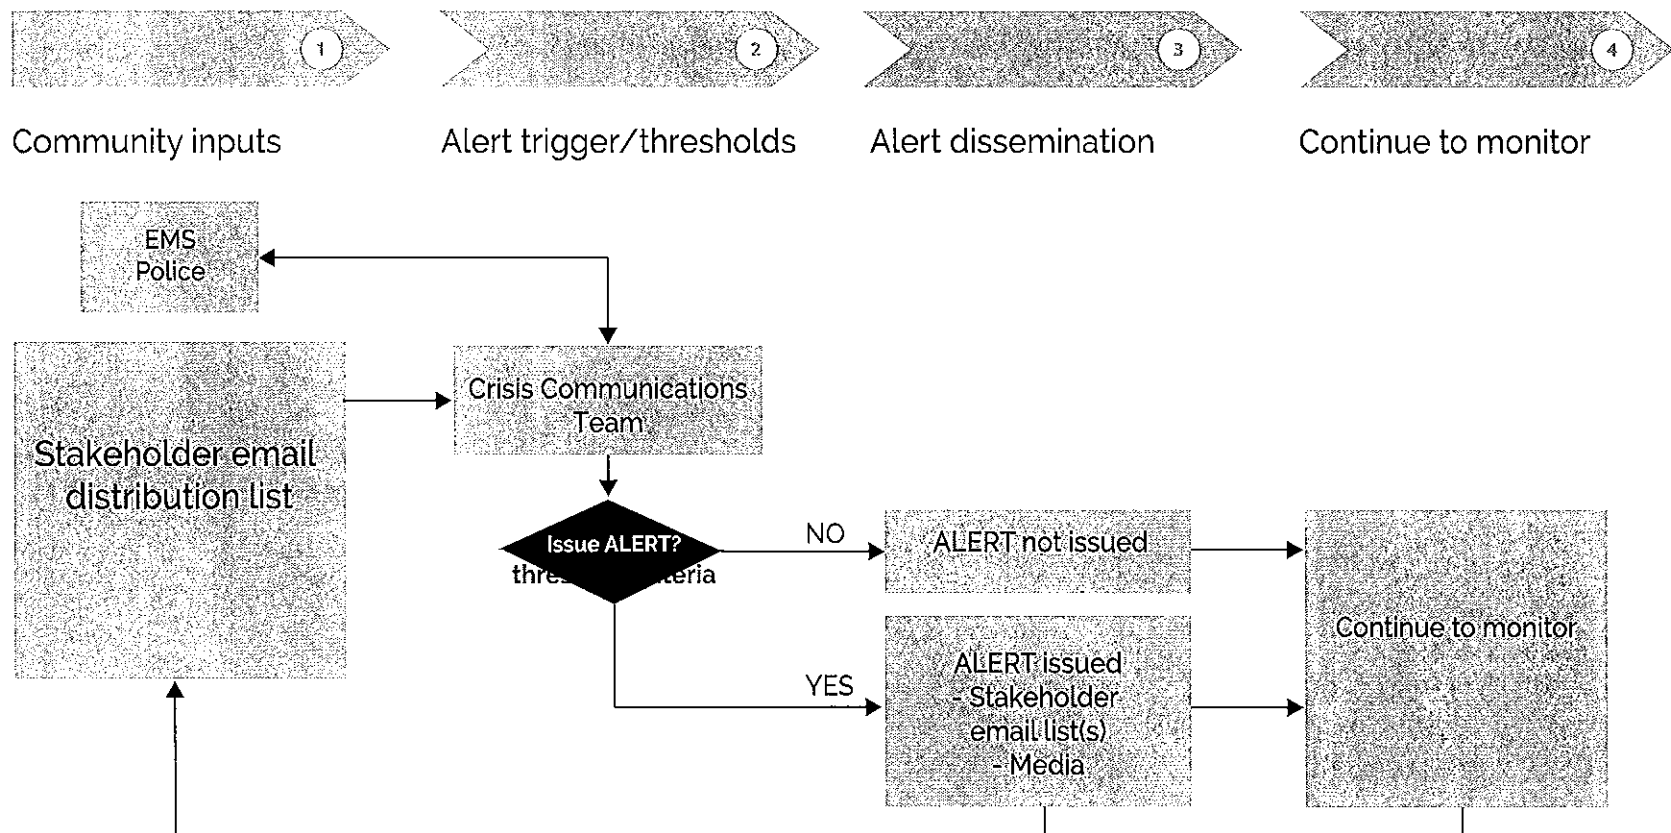 1
2
3
4
Community inputs
Alert trigger/thresholds
Alert dissemination
Continue to monitor
EMS
Police
Crisis Communications
Team
Stakeholder email
distribution list
Issue ALERT?
NO
ALERT not issued
Continue to monitor
YES
ALERT issued
- Stakeholder
email list(s)
- Media